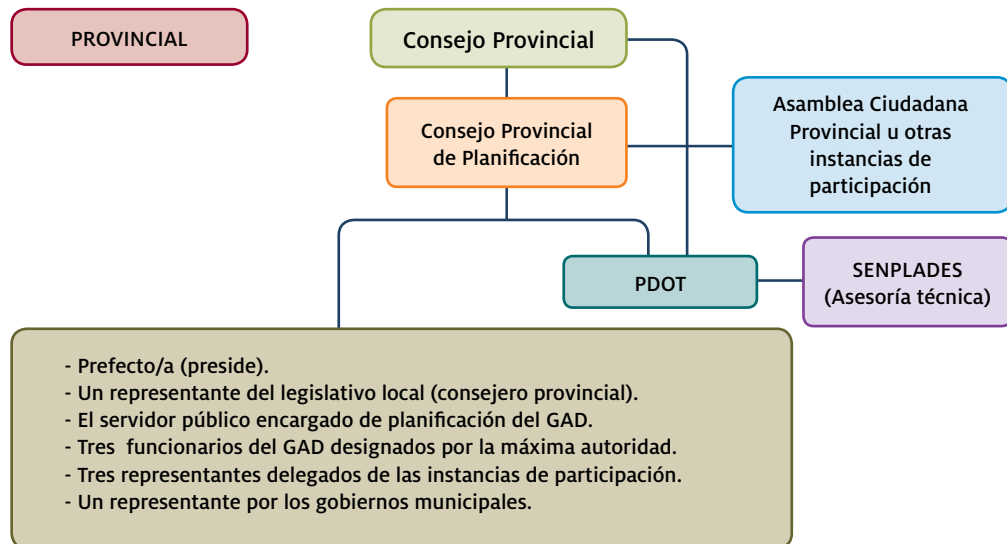 PROVINCIAL
Consejo Provincial
Consejo Provincial
de Planificación
Asamblea Ciudadana
Provincial u otras
instancias de
participación
PDOT
SENPLADES
(Asesoría técnica)
- Prefecto/a (preside).
- Un representante del legislativo local (consejero provincial).
- El servidor público encargado de planificación del GAD.
- Tres funcionarios del GAD designados por la máxima autoridad.
- Tres representantes delegados de las instancias de participación.
- Un representante por los gobiernos municipales.